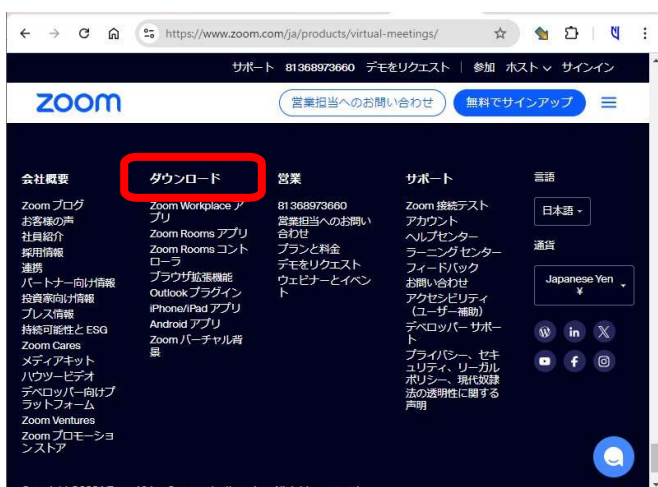 https://www.zoom.com/ja/products/virtual-meetings/
サポート 81368973660 デモをリクエスト | 参加 ホスト サインイン
zoom
営業担当へのお問い合わせ
無料でサインアップ
会社概要
Zoom ブログ
お客様の声
社員紹介
採用情報
連携
パートナー向け情報
投資家向け情報
プレス情報
持続可能性と ESG
Zoom Cares
メディアキット
ハウツービデオ
デベロッパー向けプ
ラットフォーム
Zoom Ventures
Zoom プロモーショ
ンストア
ダウンロード
Zoom Workplace ア
プリ
Zoom Rooms アプリ
Zoom Rooms コント
ローラ
ブラウザ拡張機能
Outlook プラグイン
iPhone/iPad アプリ
Android アプリ
Zoom バーチャル背
景
営業
81368973660
営業担当へのお問い
合わせ
プランと料金
デモをリクエスト
ウェビナーとイベン
ト
サポート
Zoom 接続テスト
アカウント
ヘルプセンター
ラーニング センター
フィードバック
お問い合わせ
アクセシビリティ
（ユーザー補助）
デベロッパー サポー
ト
プライバシー、セキ
ュリティ、リーガル
ポリシー、現代奴隷
法の透明性に関する
声明
言語
日本語
通貨
Japanese Yen
¥
in
f